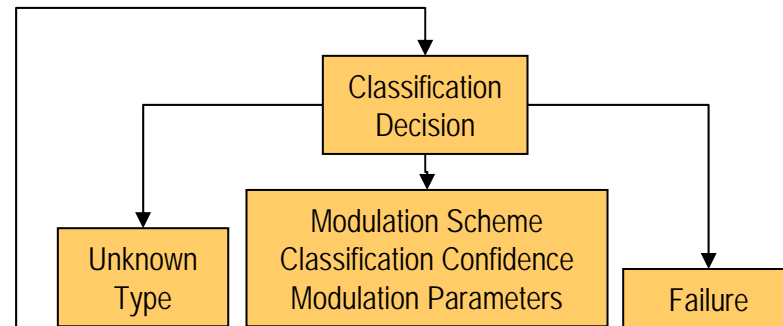 Classification
Decision
Unknown
Type
Modulation Scheme
Classification Confidence
Modulation Parameters
Failure